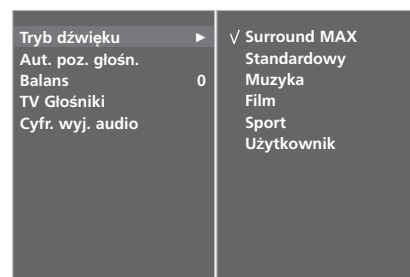 Tryb dźwięku ►
Aut. poz. głośn.
Balans 0
TV Głośniki
Cyfr. wyj. audio
√ Surround MAX
Standardowy
Muzyka
Film
Sport
Użytkownik